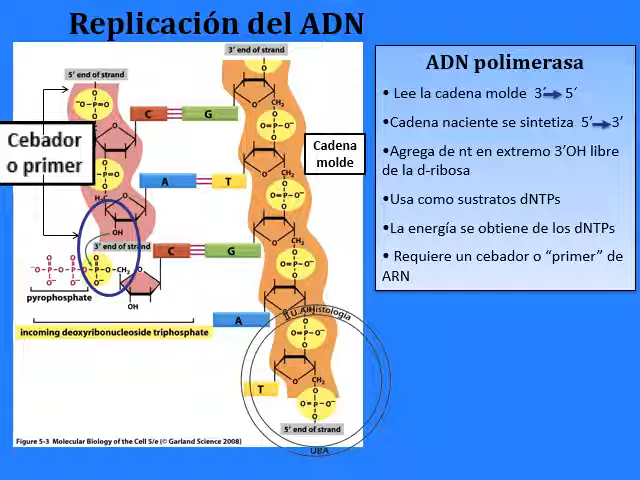 Replicación del ADN
3′ end of strand
5′ end of strand
C
G
Cebador
o primer
Cadena
molde
A
T
OH
3′ end of strand
C
G
pyrophosphate
OH
A
incoming deoxyribonucleoside triphosphate
T
5′ end of strand
Figure 5-3 Molecular Biology of the Cell 5/e (© Garland Science 2008)
UBA
ADN polimerasa
• Lee la cadena molde 3´ 5´
•Cadena naciente se sintetiza 5’ 3’
•Agrega de nt en extremo 3’OH libre
de la d-ribosa
•Usa como sustratos dNTPs
•La energía se obtiene de los dNTPs
• Requiere un cebador o “primer” de
ARN